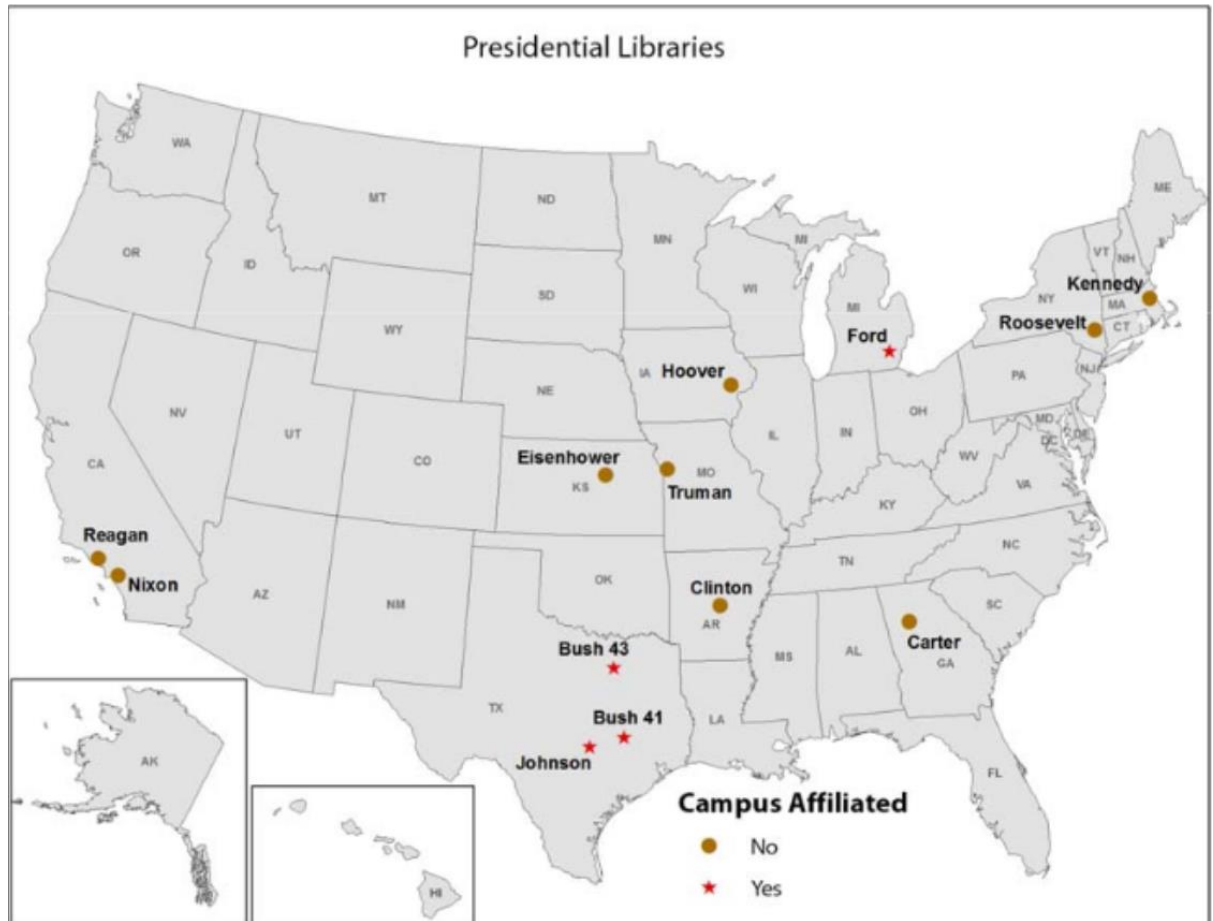 Presidential Libraries
WA
MT
ND
MN
ME
OR
ID
SD
WI
MI
VT
NH
Kennedy
NY
MA
WY
MI
Roosevelt
CT
Ford
IA
Hoover
NE
PA
NJ
NV
UT
CO
IL
IN
OH
MD
DC
DE
WV
VA
CA
Eisenhower
KS
MO
Truman
KY
Reagan
Nixon
NC
TN
OK
AZ
NM
Clinton
AR
SC
Carter
GA
Bush 43
MS
AL
TX
Bush 41
LA
Johnson
AK
FL
HI
Campus Affiliated
No
Yes